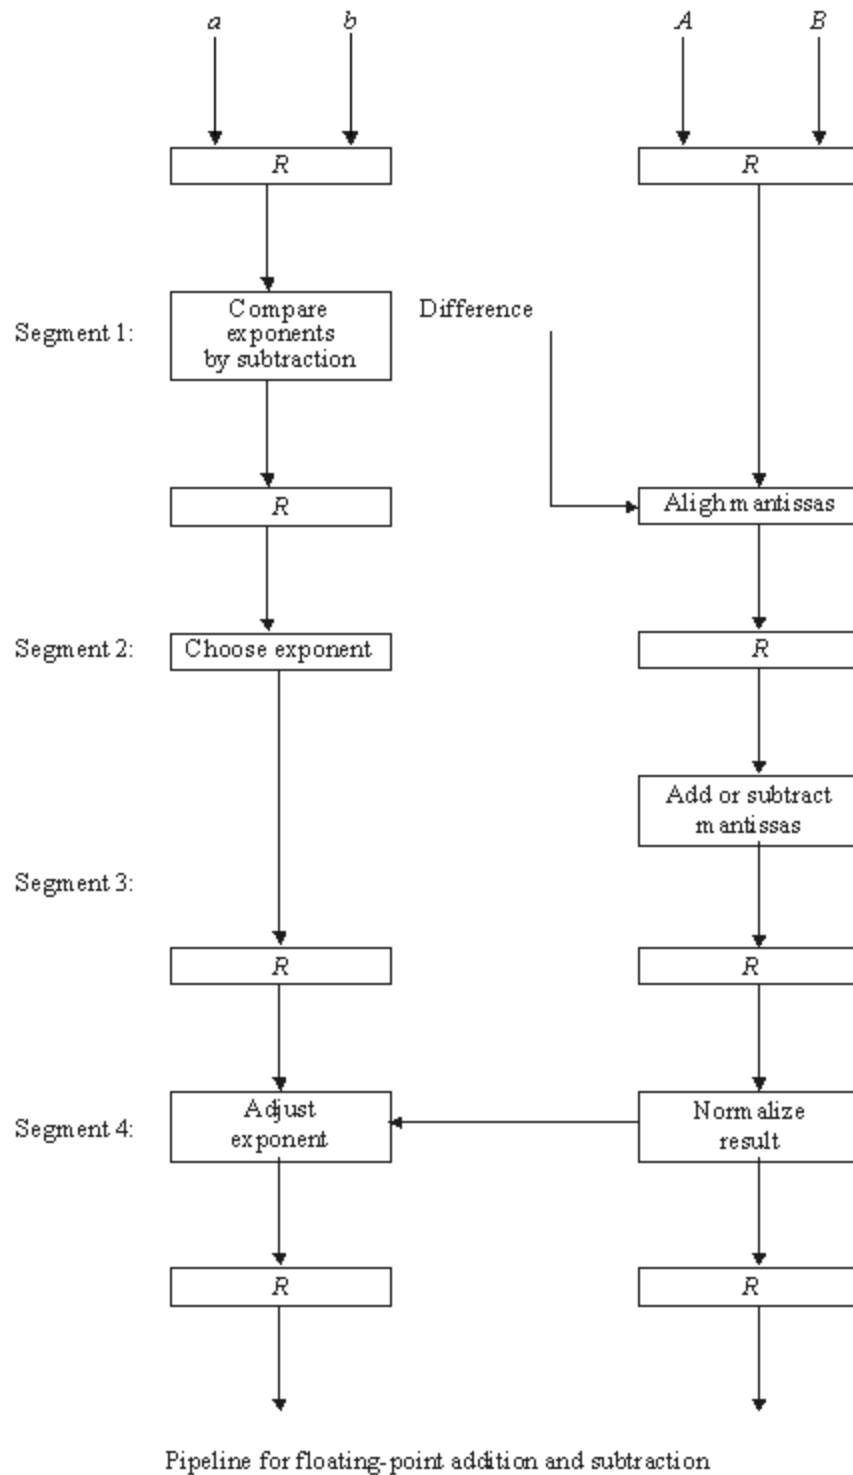 a b A B
R R
Compare
exponents
by subtraction
Segment 1:
Difference
R
Aligh mantissas
Segment 2:
Choose exponent
R
Add or subtract
mantissas
Segment 3:
R R
Segment 4:
Adjust
exponent
Normalize
result
R R
Pipeline for floating-point addition and subtraction